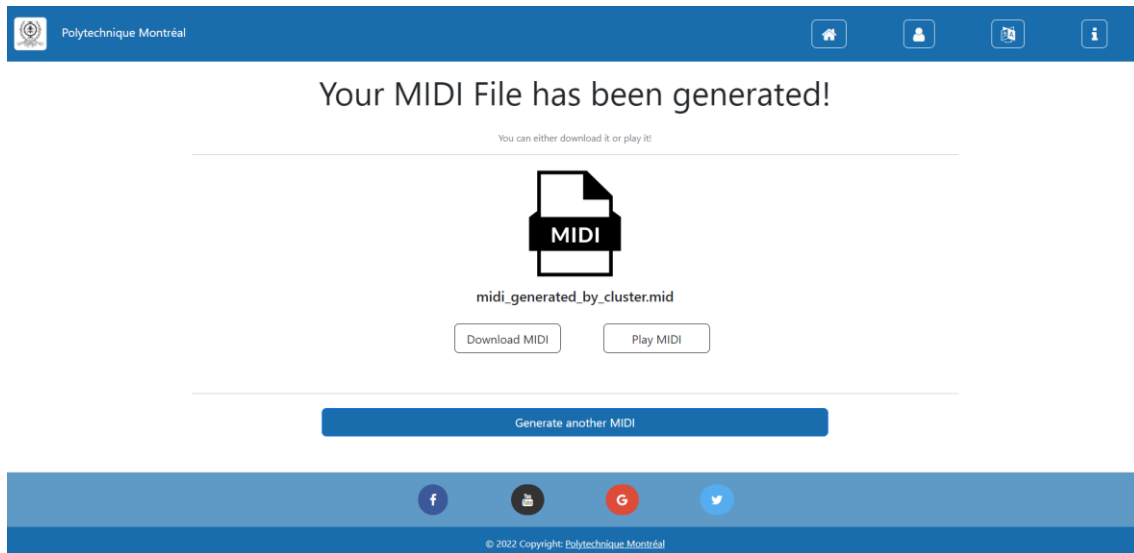 Polytechnique Montréal
Your MIDI File has been generated!
You can either download it or play it!
MIDI
midi_generated_by_cluster.mid
Download MIDI Play MIDI
Generate another MIDI
© 2022 Copyright: Polytechnique Montréal